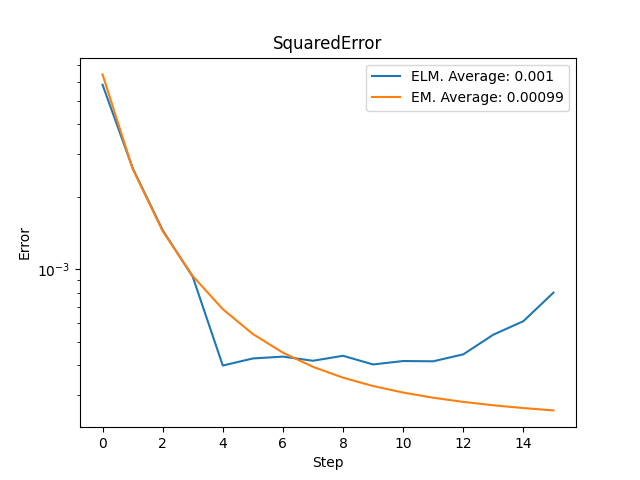 SquaredError
ELM. Average: 0.001
EM. Average: 0.00099
Error
10⁻³
0 2 4 6 8 10 12 14
Step